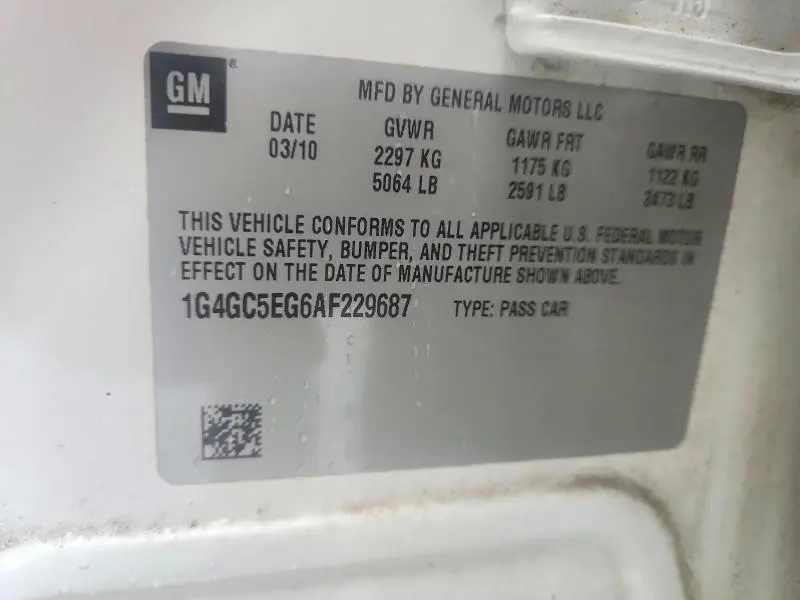 GM
MFD BY GENERAL MOTORS LLC
DATE GVWR GAWR FRT GAWR RR
03/10 2297 KG 1175 KG 1122 KG
5064 LB 2591 LB 2473 LB
THIS VEHICLE CONFORMS TO ALL APPLICABLE U.S. FEDERAL MOTOR
VEHICLE SAFETY, BUMPER, AND THEFT PREVENTION STANDARDS IN
EFFECT ON THE DATE OF MANUFACTURE SHOWN ABOVE.
1G4GC5EG6AF229687 TYPE: PASS CAR